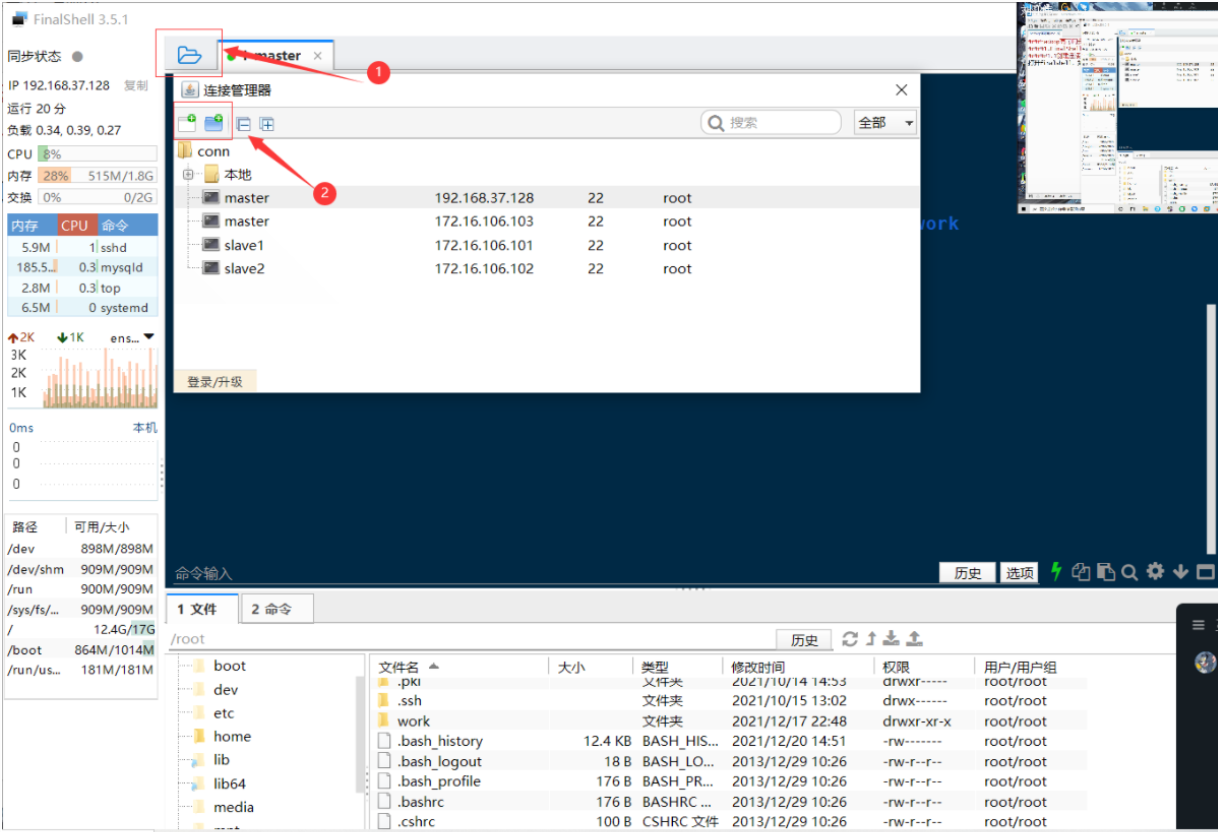 FinalShell 3.5.1
同步状态
IP 192.168.37.128 复制
运行 20 分
负载 0.34, 0.39, 0.27
CPU 8%
内存 28% 515M/1.8G
交换 0% 0/2G
内存 CPU 命令
5.9M 1 sshd
185.5... 0.3 mysqld
2.8M 0.3 top
6.5M 0 systemd
2K 1K ens...
3K
2K
1K
0ms 本机
0
0
0
路径 可用/大小
/dev 898M/898M
/dev/shm 909M/909M
/run 900M/909M
/sys/fs/... 909M/909M
/ 12.4G/17G
/boot 864M/1014M
/run/us... 181M/181M
master
1
连接管理器
搜索 全部
conn
本地
2
master 192.168.37.128 22 root
master 172.16.106.103 22 root
slave1 172.16.106.101 22 root
slave2 172.16.106.102 22 root
登录/升级
work
命令输入 历史 选项
1 文件 2 命令
/root 历史
boot
dev
etc
home
lib
lib64
media
文件名 大小 类型 修改时间 权限 用户/用户组
.pki 文件夹 2021/10/14 14:53 drwxr----- root/root
.ssh 文件夹 2021/10/15 13:02 drwx------ root/root
work 文件夹 2021/12/17 22:48 drwxr-xr-x root/root
.bash_history 12.4 KB BASH_HIS... 2021/12/20 14:51 -rw------- root/root
.bash_logout 18 B BASH_LO... 2013/12/29 10:26 -rw-r--r-- root/root
.bash_profile 176 B BASH_PR... 2013/12/29 10:26 -rw-r--r-- root/root
.bashrc 176 B BASHRC ... 2013/12/29 10:26 -rw-r--r-- root/root
.cshrc 100 B CSHRC 文件 2013/12/29 10:26 -rw-r--r-- root/root